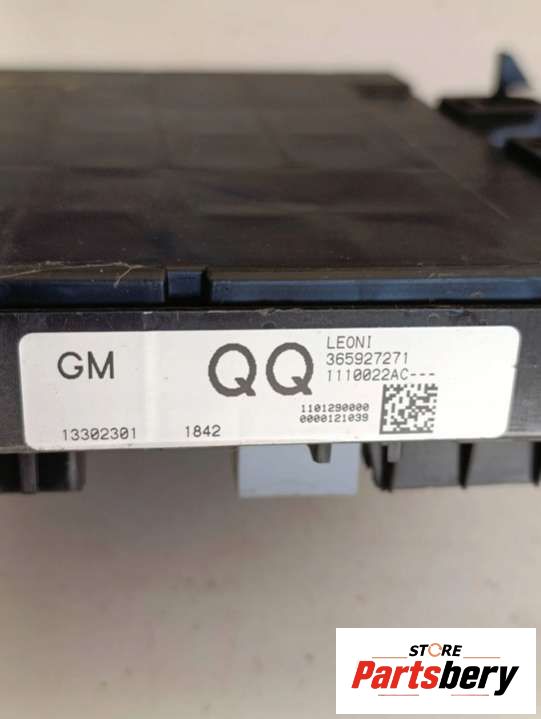 GM
QQ
LEONI
365927271
1110022AC---
1101290000
0000121039
13302301
1842
STORE
Partsbery